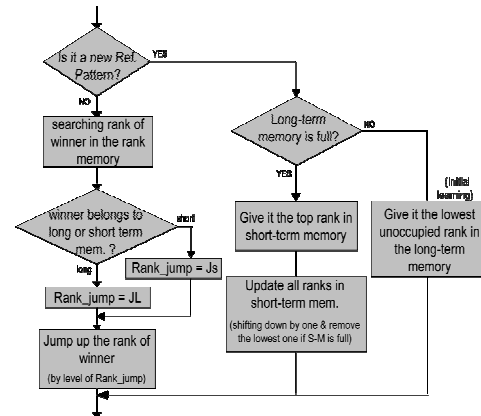 Is it a new Ref.
Pattern?
YES
NO
searching rank of
winner in the rank
memory
winner belongs to
long or short term
mem. ?
short
long
Rank_jump = Js
Rank_jump = JL
Jump up the rank of
winner
(by level of Rank_jump)
Long-term
memory is full?
NO
YES
(Initial
learning)
Give it the top rank in
short-term memory
Give it the lowest
unoccupied rank in
the long-term
memory
Update all ranks in
short-term mem.
(shifting down by one & remove
the lowest one if S-M is full)